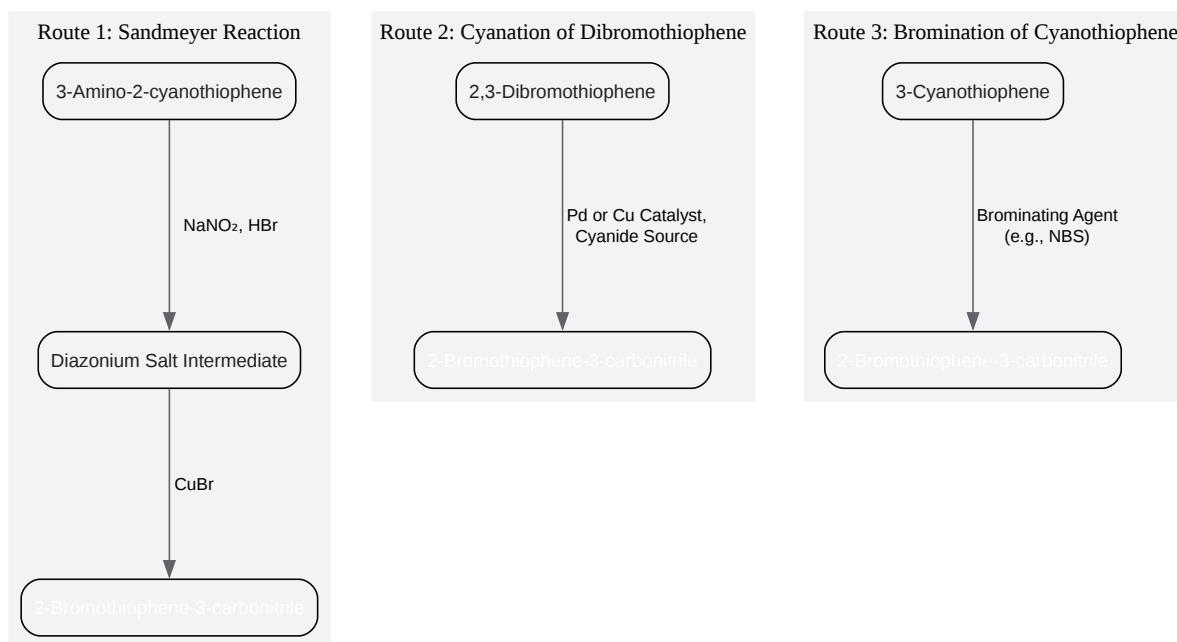 Route 1: Sandmeyer Reaction
3-Amino-2-cyanothiophene
NaNO₂, HBr
Diazonium Salt Intermediate
CuBr
2-Bromothiophene-3-carbonitrile
Route 2: Cyanation of Dibromothiophene
2,3-Dibromothiophene
Pd or Cu Catalyst,
Cyanide Source
2-Bromothiophene-3-carbonitrile
Route 3: Bromination of Cyanothiophene
3-Cyanothiophene
Brominating Agent
(e.g., NBS)
2-Bromothiophene-3-carbonitrile